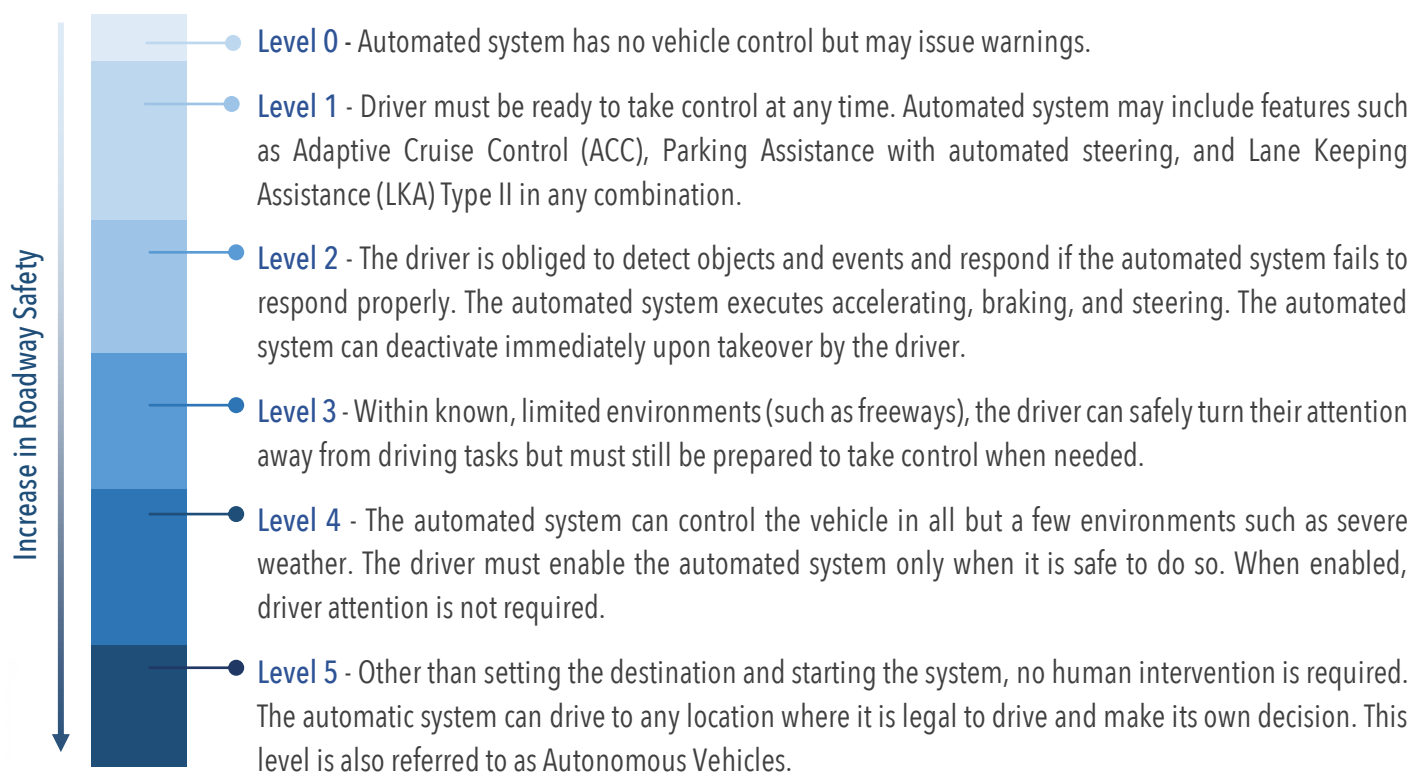 Increase in Roadway Safety
Level 0 - Automated system has no vehicle control but may issue warnings.
Level 1 - Driver must be ready to take control at any time. Automated system may include features such
as Adaptive Cruise Control (ACC), Parking Assistance with automated steering, and Lane Keeping
Assistance (LKA) Type II in any combination.
Level 2 - The driver is obliged to detect objects and events and respond if the automated system fails to
respond properly. The automated system executes accelerating, braking, and steering. The automated
system can deactivate immediately upon takeover by the driver.
Level 3 - Within known, limited environments (such as freeways), the driver can safely turn their attention
away from driving tasks but must still be prepared to take control when needed.
Level 4 - The automated system can control the vehicle in all but a few environments such as severe
weather. The driver must enable the automated system only when it is safe to do so. When enabled,
driver attention is not required.
Level 5 - Other than setting the destination and starting the system, no human intervention is required.
The automatic system can drive to any location where it is legal to drive and make its own decision. This
level is also referred to as Autonomous Vehicles.